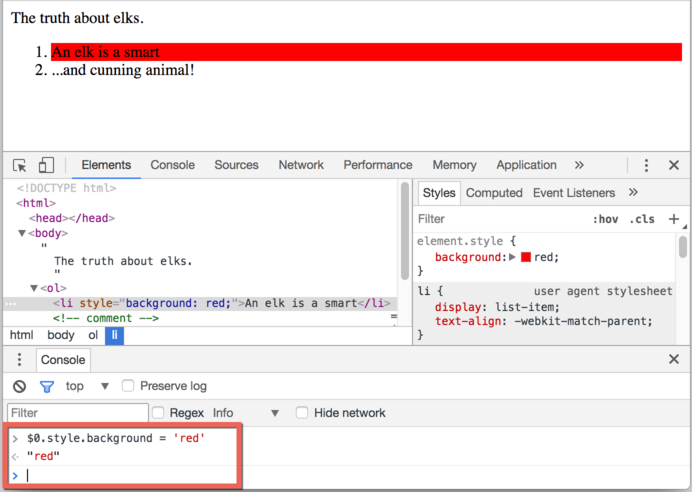 The truth about elks.
1. An elk is a smart
2. ...and cunning animal!
Elements Console Sources Network Performance Memory Application »
<!DOCTYPE html>
<html>
<head></head>
▼<body>
"
The truth about elks.
"
▼<ol>
... <li style="background: red;">An elk is a smart</li>
<!-- comment -->
html body ol li
Styles Computed Event Listeners »
Filter :hov .cls +
element.style {
background:▶ red;
}
li { user agent stylesheet
display: list-item;
text-align: -webkit-match-parent;
}
Console
top ▼ Preserve log
Filter Regex Info ▼ Hide network
> $0.style.background = 'red'
<· "red"
>